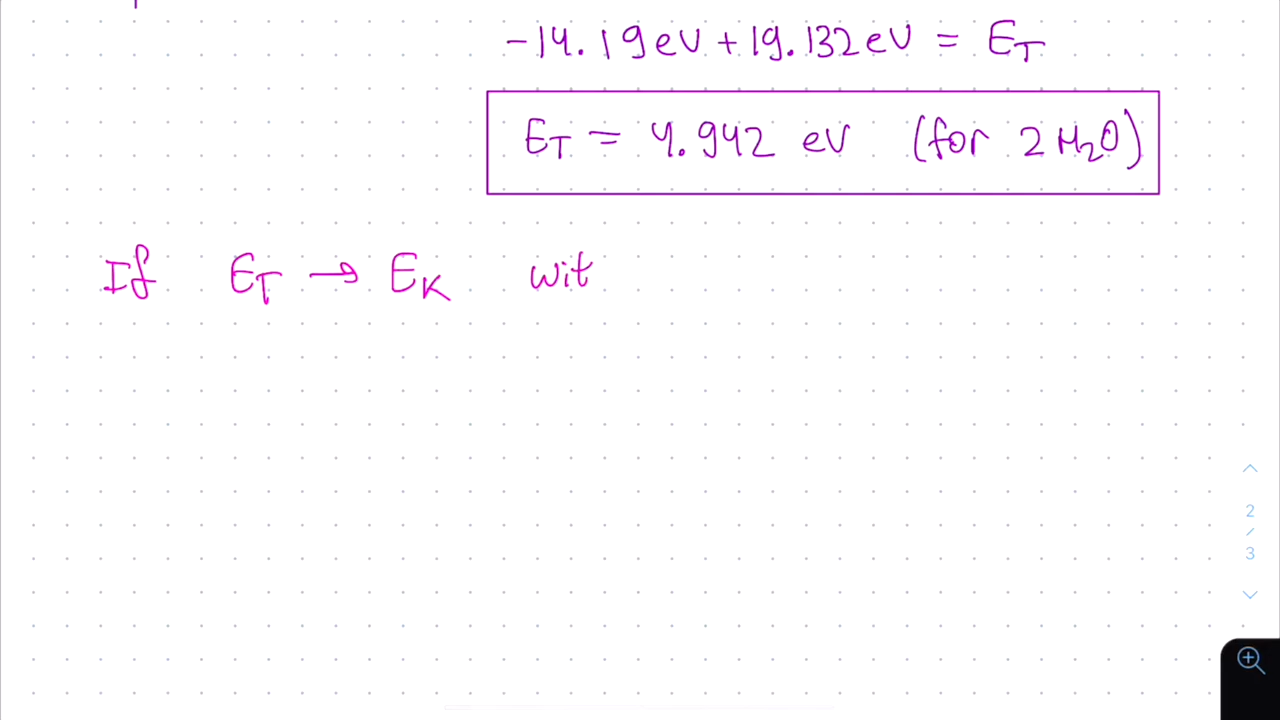 -14.19eV + 19.132eV = E_T
E_T = 4.942 eV (for 2H₂O)
If E_T → E_K wit
2
/
3